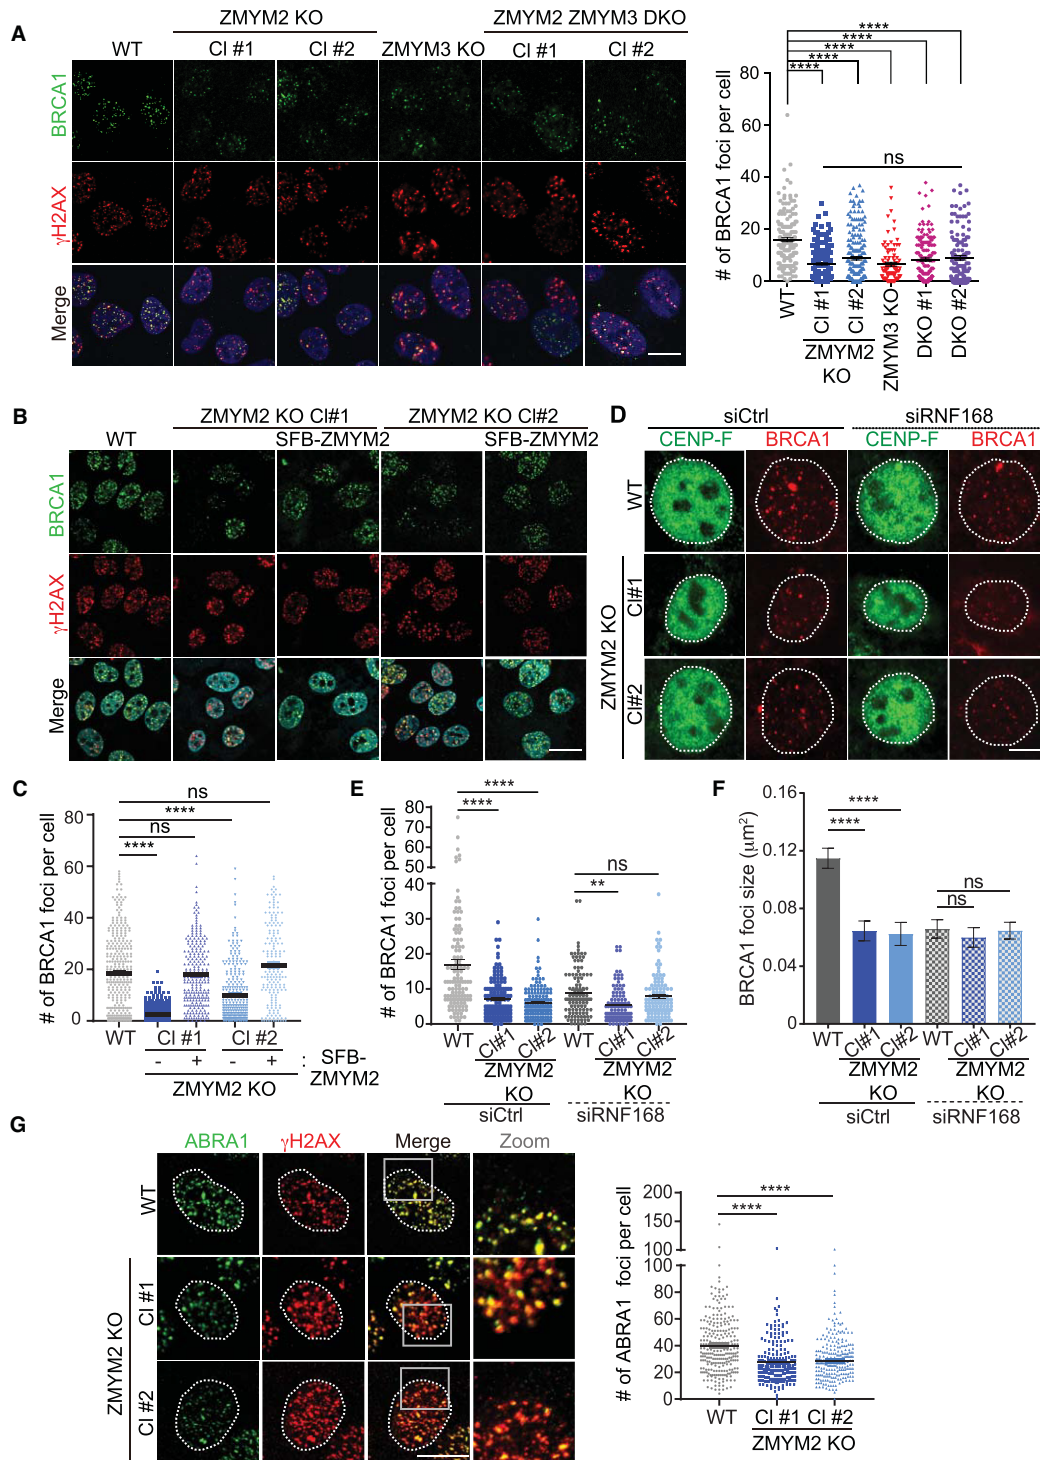 A
ZMYM2 KO
ZMYM2 ZMYM3 DKO
WT
Cl #1
Cl #2
ZMYM3 KO
Cl #1
Cl #2
BRCA1
γH2AX
Merge
# of BRCA1 foci per cell
80
60
40
20
0
****
****
****
****
****
ns
WT
Cl #1
Cl #2
ZMYM3 KO
DKO #1
DKO #2
ZMYM2
KO
B
ZMYM2 KO Cl#1
ZMYM2 KO Cl#2
WT
SFB-ZMYM2
SFB-ZMYM2
BRCA1
γH2AX
Merge
D
siCtrl
siRNF168
CENP-F
BRCA1
CENP-F
BRCA1
WT
Cl#1
Cl#2
ZMYM2 KO
C
# of BRCA1 foci per cell
80
60
40
20
0
ns
****
ns
****
WT
Cl #1
Cl #2
- + - + : SFB-
ZMYM2
ZMYM2 KO
E
# of BRCA1 foci per cell
80
70
60
50
40
30
20
10
0
****
****
ns
**
WT
Cl#1
Cl#2
WT
Cl#1
Cl#2
ZMYM2
KO
ZMYM2
KO
siCtrl
siRNF168
F
BRCA1 foci size (μm²)
0.16
0.12
0.08
0.04
0
****
****
ns
ns
WT
Cl#1
Cl#2
WT
Cl#1
Cl#2
ZMYM2
KO
ZMYM2
KO
siCtrl
siRNF168
G
ABRA1
γH2AX
Merge
Zoom
WT
Cl #1
Cl #2
ZMYM2 KO
# of ABRA1 foci per cell
200
150
100
100
80
60
40
20
0
****
****
WT
Cl #1
Cl #2
ZMYM2 KO